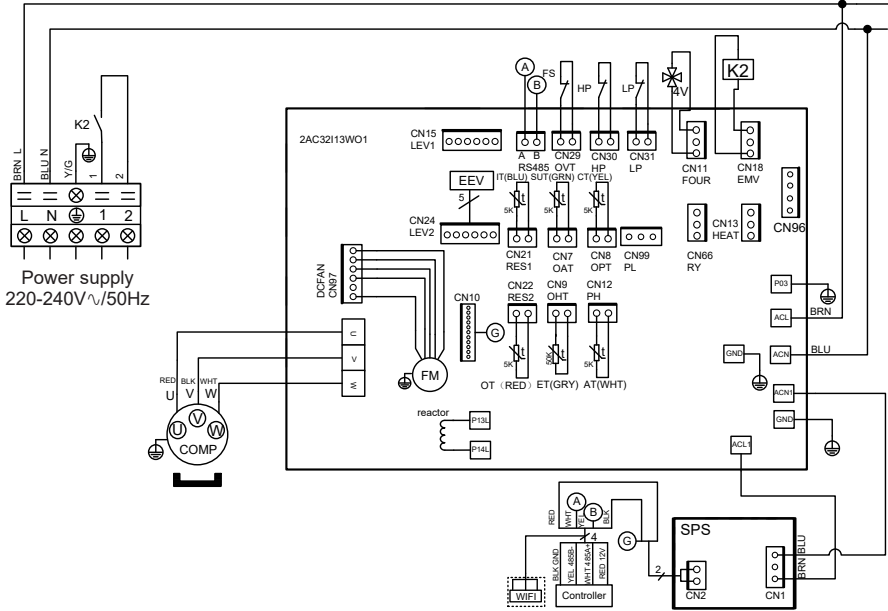 K2
BRN L
BLU N
Y/G
1
2
L N 1 2
Power supply
220-240V∿/50Hz
2AC32I13WO1
CN15
LEV1
A
B
FS
HP
LP
4V
K2
A B
RS485
CN29
OVT
CN30
HP
CN31
LP
CN11
FOUR
CN18
EMV
CN96
EEV
5
CN24
LEV2
IT(BLU) SUT(GRN) CT(YEL)
5K t
5K t
5K t
CN21
RES1
CN7
OAT
CN8
OPT
CN99
PL
CN66
RY
CN13
HEAT
DCFAN
CN97
CN10
G
CN22
RES2
CN9
OHT
CN12
PH
5K t
50K t
5K t
OT（RED） ET(GRY) AT(WHT)
FM
U
V
W
RED BLK WHT
U V W
U V W
COMP
reactor
P13L
P14L
P03
ACL
BRN
ACN
BLU
GND
ACN1
GND
ACL1
RED
WHT
A
YEL
B
BLK
4
G
BLK GND
YEL 485B-
WHT 485A+
RED 12V
WIFI
Controller
2
SPS
CN2
CN1
BLU
BRN